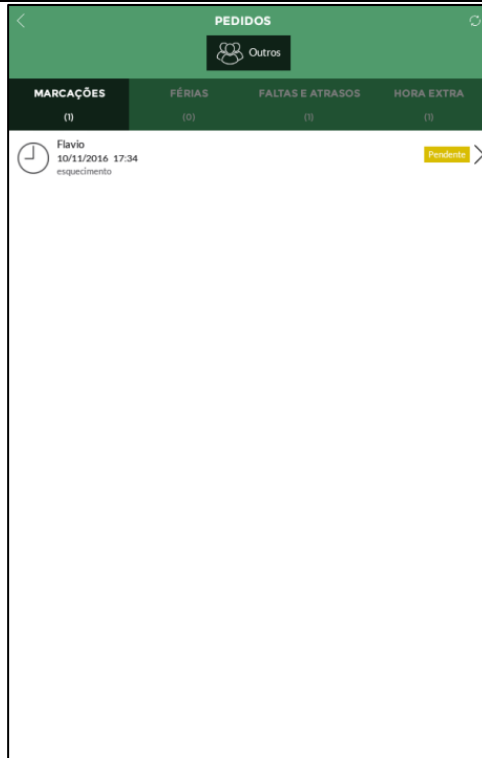 PEDIDOS
Outros
MARCAÇÕES FÉRIAS FALTAS E ATRASOS HORA EXTRA
(1) (0) (1) (1)
Flavio
10/11/2016 17:34 Pendente
esquecimento